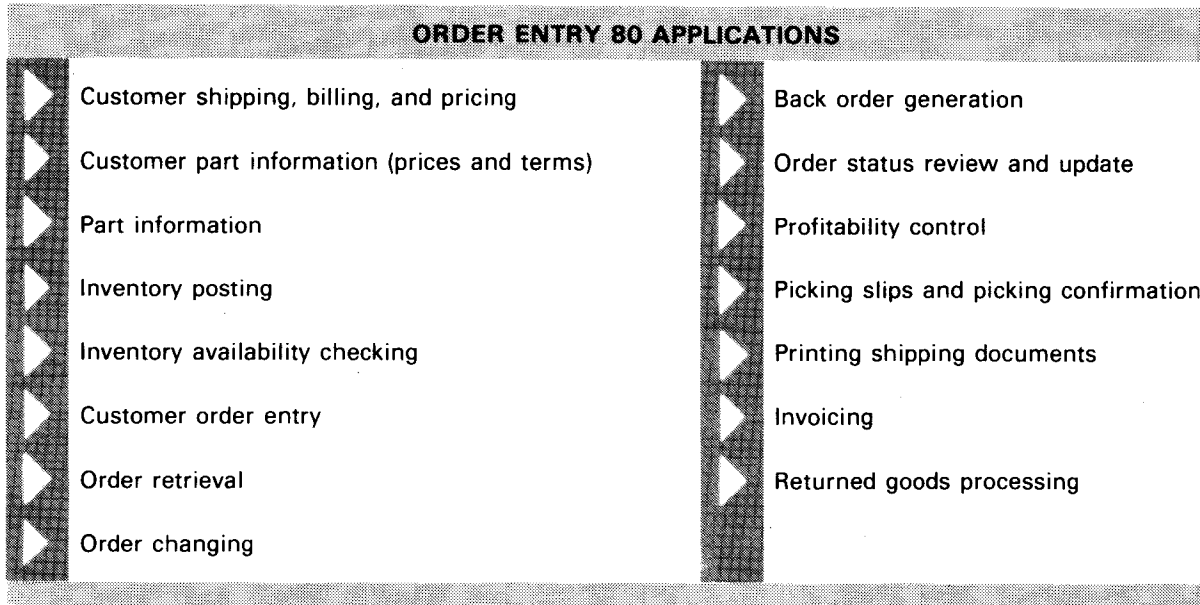 ORDER ENTRY 80 APPLICATIONS
Customer shipping, billing, and pricing
Customer part information (prices and terms)
Part information
Inventory posting
Inventory availability checking
Customer order entry
Order retrieval
Order changing
Back order generation
Order status review and update
Profitability control
Picking slips and picking confirmation
Printing shipping documents
Invoicing
Returned goods processing